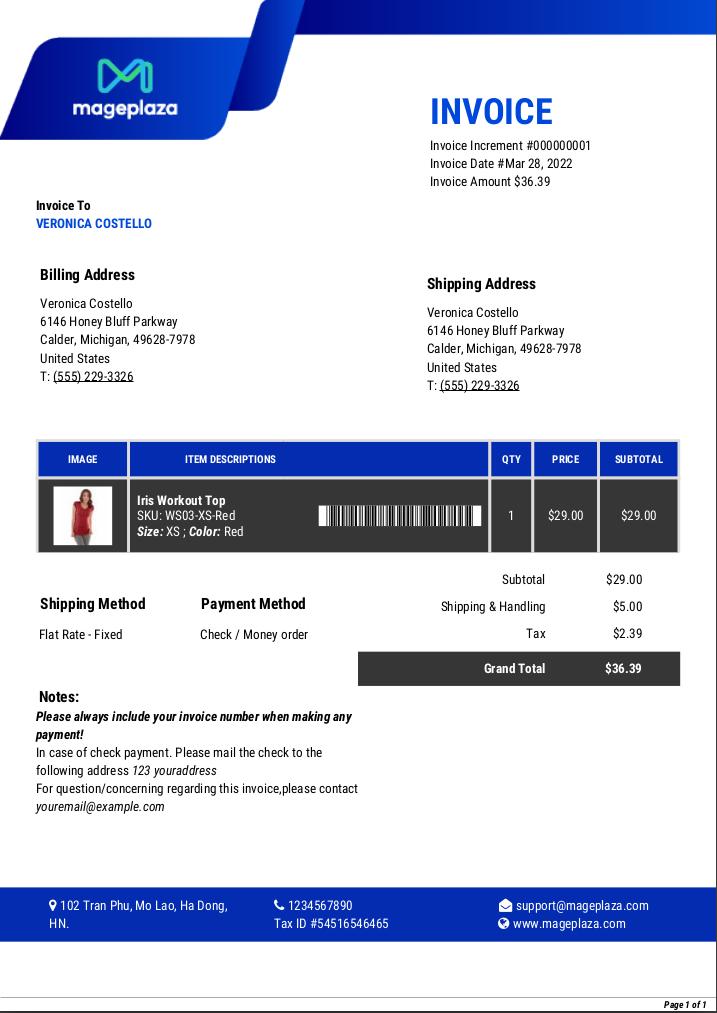 mageplaza
INVOICE
Invoice Increment #000000001
Invoice Date #Mar 28, 2022
Invoice Amount $36.39
Invoice To
VERONICA COSTELLO
Billing Address
Veronica Costello
6146 Honey Bluff Parkway
Calder, Michigan, 49628-7978
United States
T: (555) 229-3326
Shipping Address
Veronica Costello
6146 Honey Bluff Parkway
Calder, Michigan, 49628-7978
United States
T: (555) 229-3326
IMAGE ITEM DESCRIPTIONS QTY PRICE SUBTOTAL
Iris Workout Top
SKU: WS03-XS-Red
Size: XS ; Color: Red
1 $29.00 $29.00
Subtotal $29.00
Shipping & Handling $5.00
Tax $2.39
Grand Total $36.39
Shipping Method
Flat Rate - Fixed
Payment Method
Check / Money order
Notes:
Please always include your invoice number when making any
payment!
In case of check payment. Please mail the check to the
following address 123 youraddress
For question/concerning regarding this invoice,please contact
youremail@example.com
102 Tran Phu, Mo Lao, Ha Dong,
HN.
1234567890
Tax ID #54516546465
support@mageplaza.com
www.mageplaza.com
Page 1 of 1